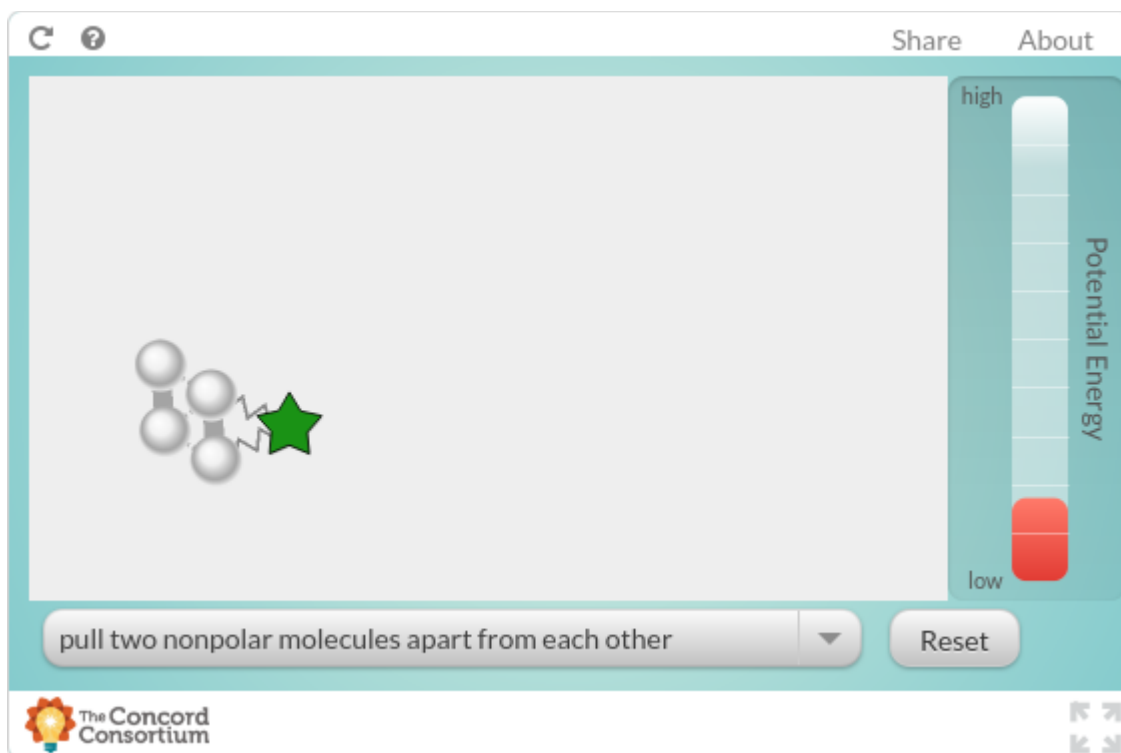 Share About
high
Potential Energy
low
pull two nonpolar molecules apart from each other
Reset
The Concord
Consortium